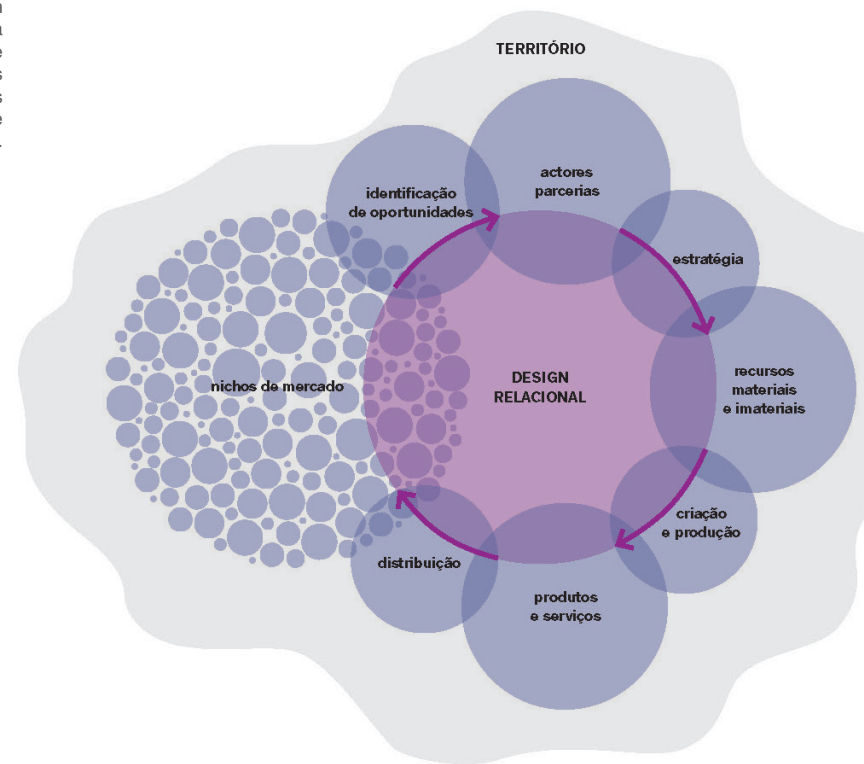 TERRITÓRIO
actores
parcerias
identificação
de oportunidades
estratégia
nichos de mercado
DESIGN
RELACIONAL
recursos
materiais
e imateriais
criação
e produção
distribuição
produtos
e serviços